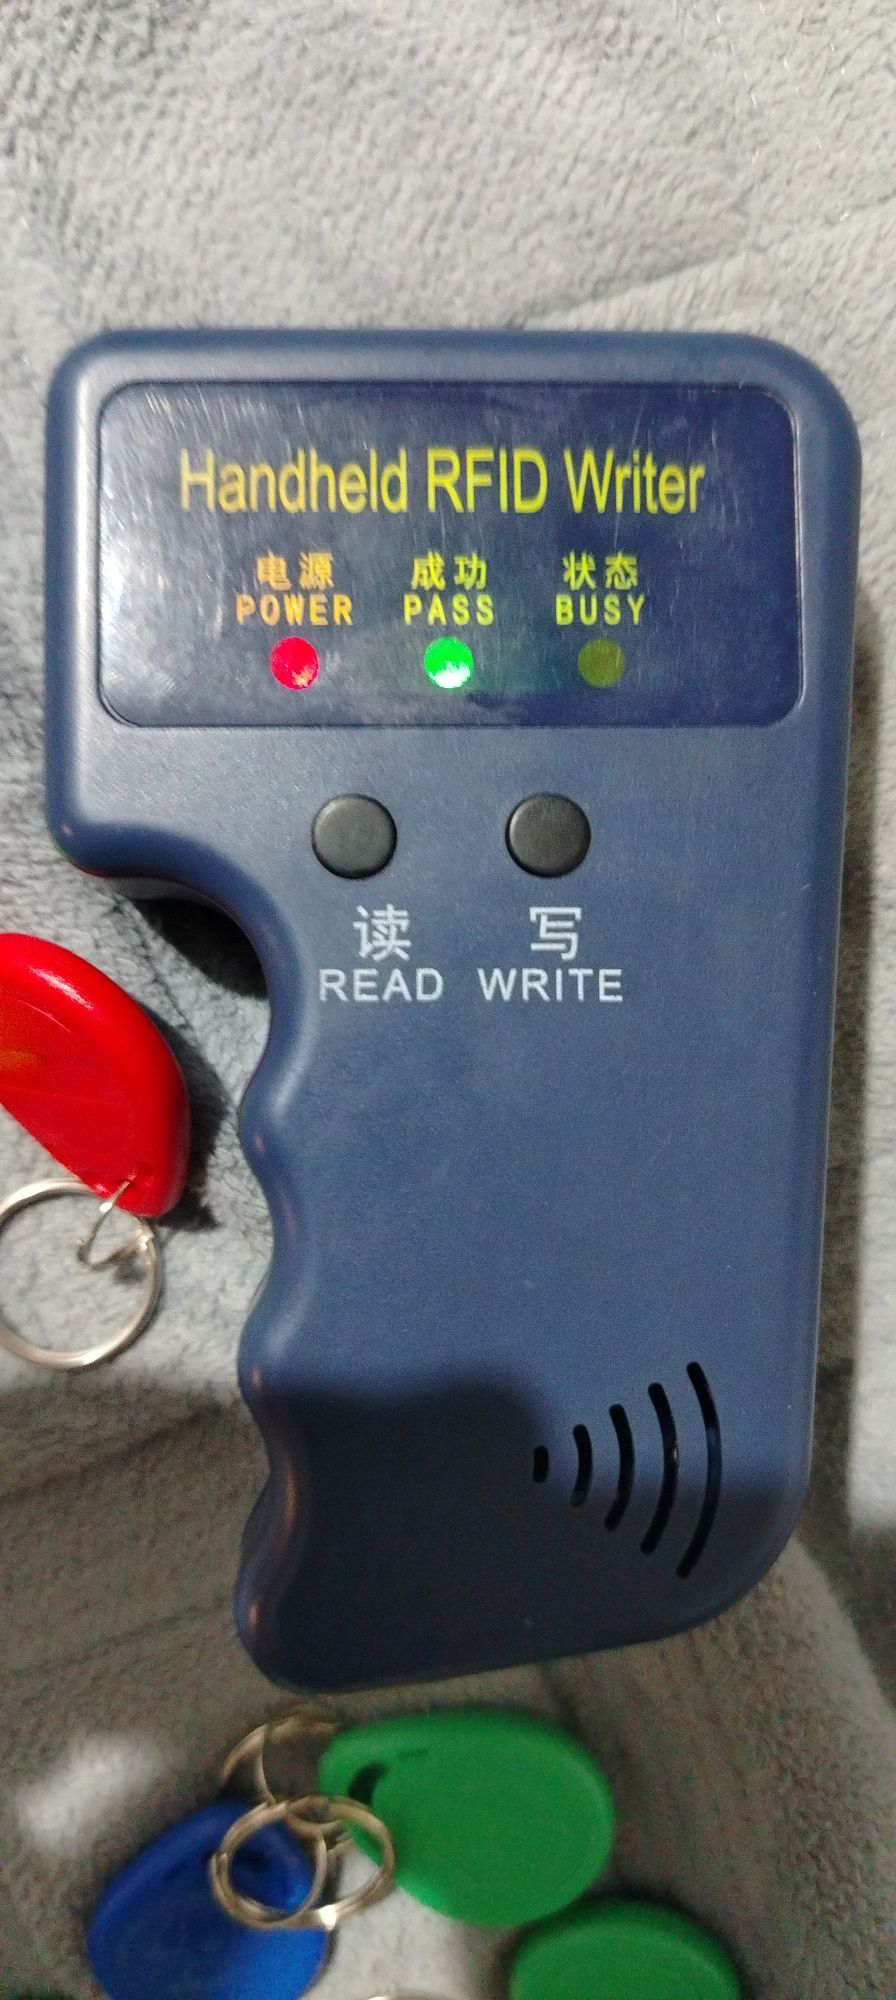 Handheld RFID Writer
电源 成功 状态
POWER PASS BUSY
读 写
READ WRITE